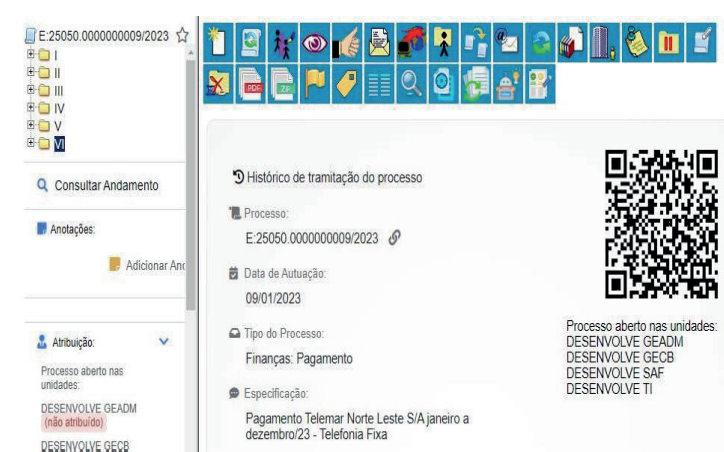 E:25050.0000000009/2023
I
II
III
IV
V
VI
Consultar Andamento
Anotações:
Adicionar Ano
Atribuição:
Processo aberto nas
unidades:
DESENVOLVE GEADM
(não atribuído)
DESENVOLVE GECB
PDF
ZIP
Histórico de tramitação do processo
Processo:
E:25050.0000000009/2023
Data de Autuação:
09/01/2023
Tipo do Processo:
Finanças: Pagamento
Especificação:
Pagamento Telemar Norte Leste S/A janeiro a
dezembro/23 - Telefonia Fixa
Processo aberto nas unidades:
DESENVOLVE GEADM
DESENVOLVE GECB
DESENVOLVE SAF
DESENVOLVE TI